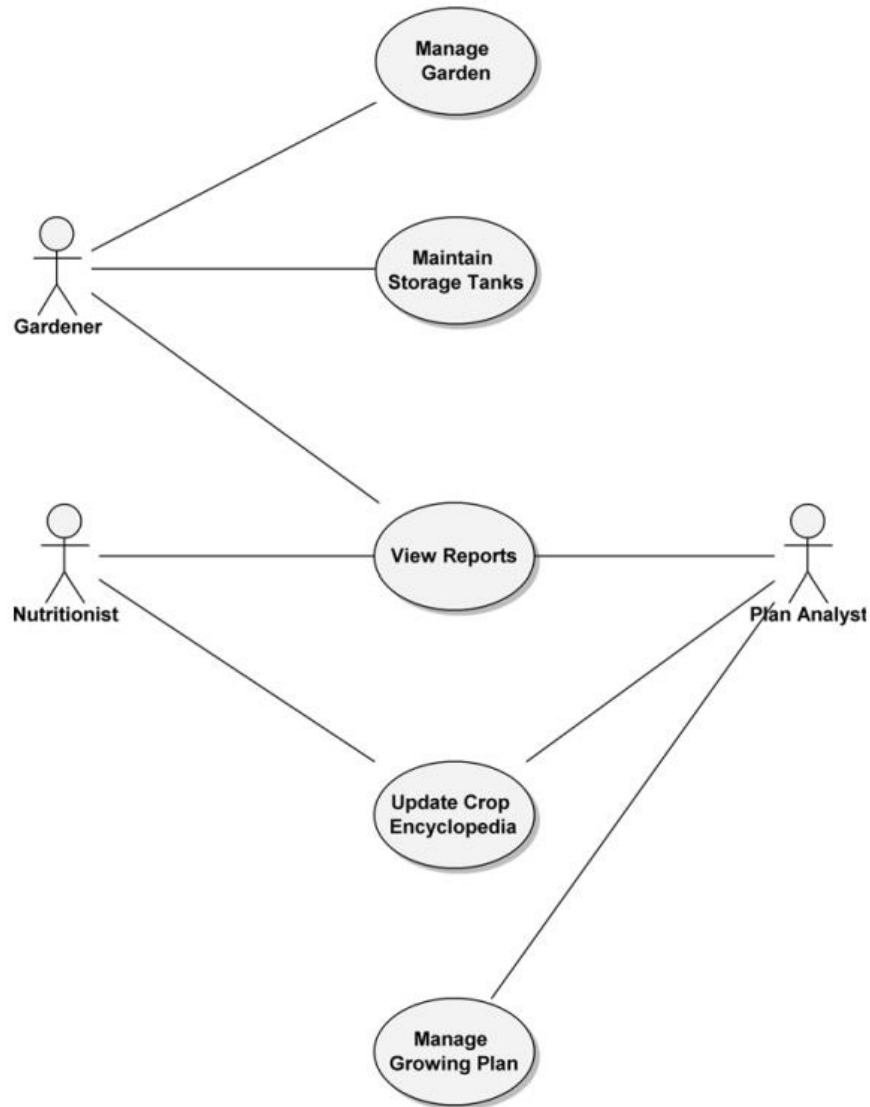 Manage
Garden
Maintain
Storage Tanks
Gardener
View Reports
Nutritionist
Plan Analyst
Update Crop
Encyclopedia
Manage
Growing Plan